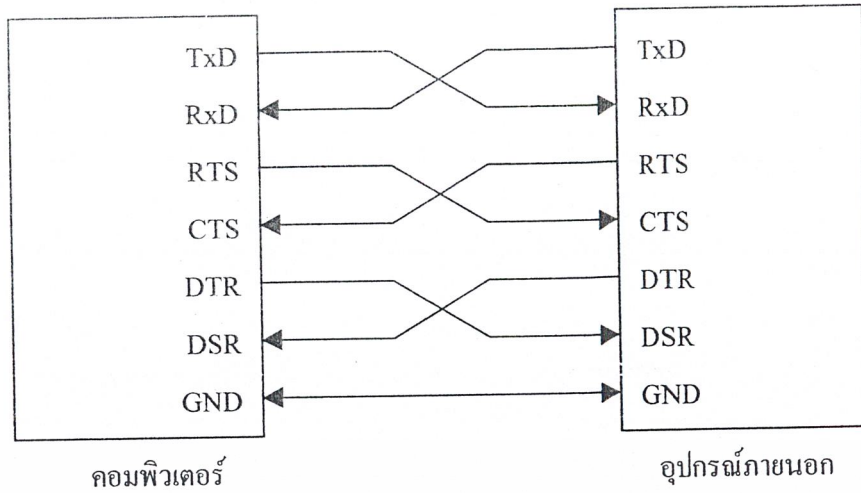 TxD TxD
RxD RxD
RTS RTS
CTS CTS
DTR DTR
DSR DSR
GND GND
คอมพิวเตอร์ อุปกรณ์ภายนอก